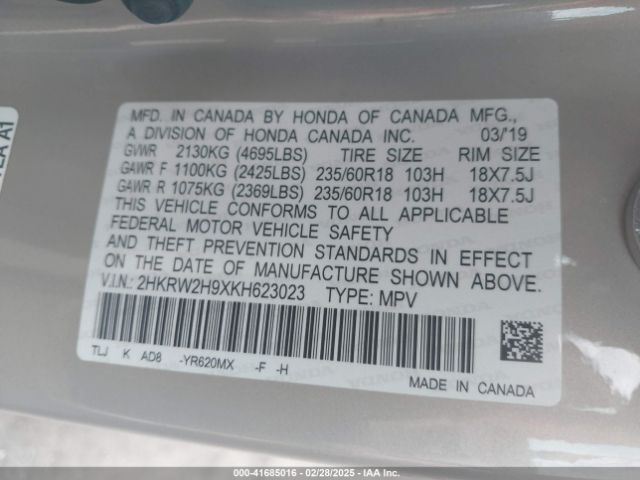 MFD. IN CANADA BY HONDA OF CANADA MFG.,
A DIVISION OF HONDA CANADA INC. 03/'19
GVWR 2130KG (4695LBS) TIRE SIZE RIM SIZE
GAWR F 1100KG (2425LBS) 235/60R18 103H 18X7.5J
GAWR R 1075KG (2369LBS) 235/60R18 103H 18X7.5J
THIS VEHICLE CONFORMS TO ALL APPLICABLE
FEDERAL MOTOR VEHICLE SAFETY
AND THEFT PREVENTION STANDARDS IN EFFECT
ON THE DATE OF MANUFACTURE SHOWN ABOVE.
V.I.N.: 2HKRW2H9XKH623023 TYPE: MPV
TLJ K AD8 -YR620MX -F -H
MADE IN CANADA
A1
000-41685016 - 02/28/2025 - IAA Inc.